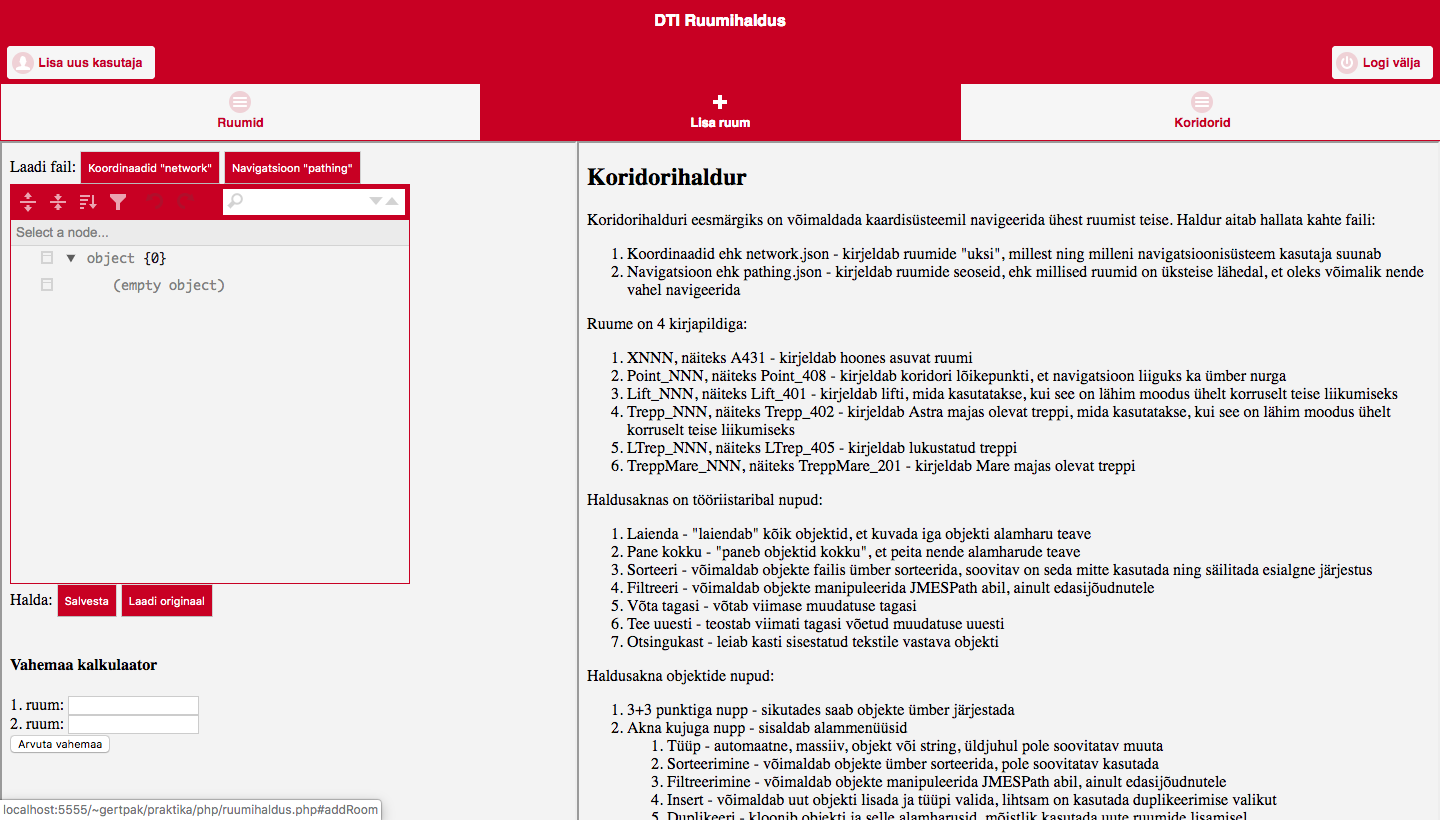 DTI Ruumihaldus
Lisa uus kasutaja
Logi välja
Ruumid
Lisa ruum
Koridorid
Laadi fail: Koordinaadid "network" Navigatsioon "pathing"
Select a node...
object {0}
(empty object)
Halda: Salvesta Laadi originaal
Vahemaa kalkulaator
1. ruum:
2. ruum:
Arvuta vahemaa
localhost:5555/~gertpak/praktika/php/ruumihaldus.php#addRoom
Koridorihaldur
Koridorihalduri eesmärgiks on võimaldada kaardisüsteemil navigeerida ühest ruumist teise. Haldur aitab hallata kahte faili:
1. Koordinaadid ehk network.json - kirjeldab ruumide "uksi", millest ning milleni navigatsioonisüsteem kasutaja suunab
2. Navigatsioon ehk pathing.json - kirjeldab ruumide seoseid, ehk millised ruumid on üksteise lähedal, et oleks võimalik nende
vahel navigeerida
Ruume on 4 kirjapildiga:
1. XNNN, näiteks A431 - kirjeldab hoones asuvat ruumi
2. Point_NNN, näiteks Point_408 - kirjeldab koridori lõikepunkti, et navigatsioon liiguks ka ümber nurga
3. Lift_NNN, näiteks Lift_401 - kirjeldab lifti, mida kasutatakse, kui see on lähim moodus ühelt korruselt teise liikumiseks
4. Trepp_NNN, näiteks Trepp_402 - kirjeldab Astra majas olevat treppi, mida kasutatakse, kui see on lähim moodus ühelt
korruselt teise liikumiseks
5. LTrep_NNN, näiteks LTrep_405 - kirjeldab lukustatud treppi
6. TreppMare_NNN, näiteks TreppMare_201 - kirjeldab Mare majas olevat treppi
Haldusaknas on tööriistaribal nupud:
1. Laienda - "laiendab" kõik objektid, et kuvada iga objekti alamharu teave
2. Pane kokku - "paneb objektid kokku", et peita nende alamharude teave
3. Sorteeri - võimaldab objekte failis ümber sorteerida, soovitav on seda mitte kasutada ning säilitada esialgne järjestus
4. Filtreeri - võimaldab objekte manipuleerida JMESPath abil, ainult edasijõudnutele
5. Võta tagasi - võtab viimase muudatuse tagasi
6. Tee uuesti - teostab viimati tagasi võetud muudatuse uuesti
7. Otsingukast - leiab kasti sisestatud tekstile vastava objekti
Haldusakna objektide nupud:
1. 3+3 punktiga nupp - sikutades saab objekte ümber järjestada
2. Akna kujuga nupp - sisaldab alammenüüsid
1. Tüüp - automaatne, massiiv, objekt või string, üldjuhul pole soovitatav muuta
2. Sorteerimine - võimaldab objekte ümber sorteerida, pole soovitatav kasutada
3. Filtreerimine - võimaldab objekte manipuleerida JMESPath abil, ainult edasijõudnutele
4. Insert - võimaldab uut objekti lisada ja tüüpi valida, lihtsam on kasutada duplikeerimise valikut
5. Duplikeeri - kloonib objekti ja selle alamharusid, mõistlik kasutada uute ruumide lisamisel